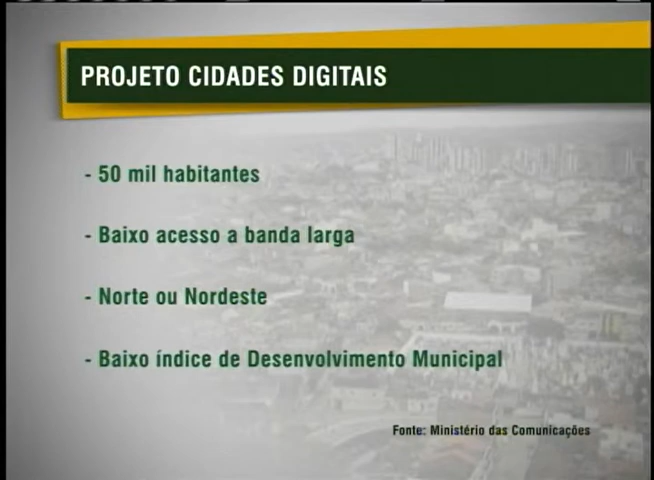 PROJETO CIDADES DIGITAIS
- 50 mil habitantes
- Baixo acesso a banda larga
- Norte ou Nordeste
- Baixo índice de Desenvolvimento Municipal
Fonte: Ministério das Comunicações